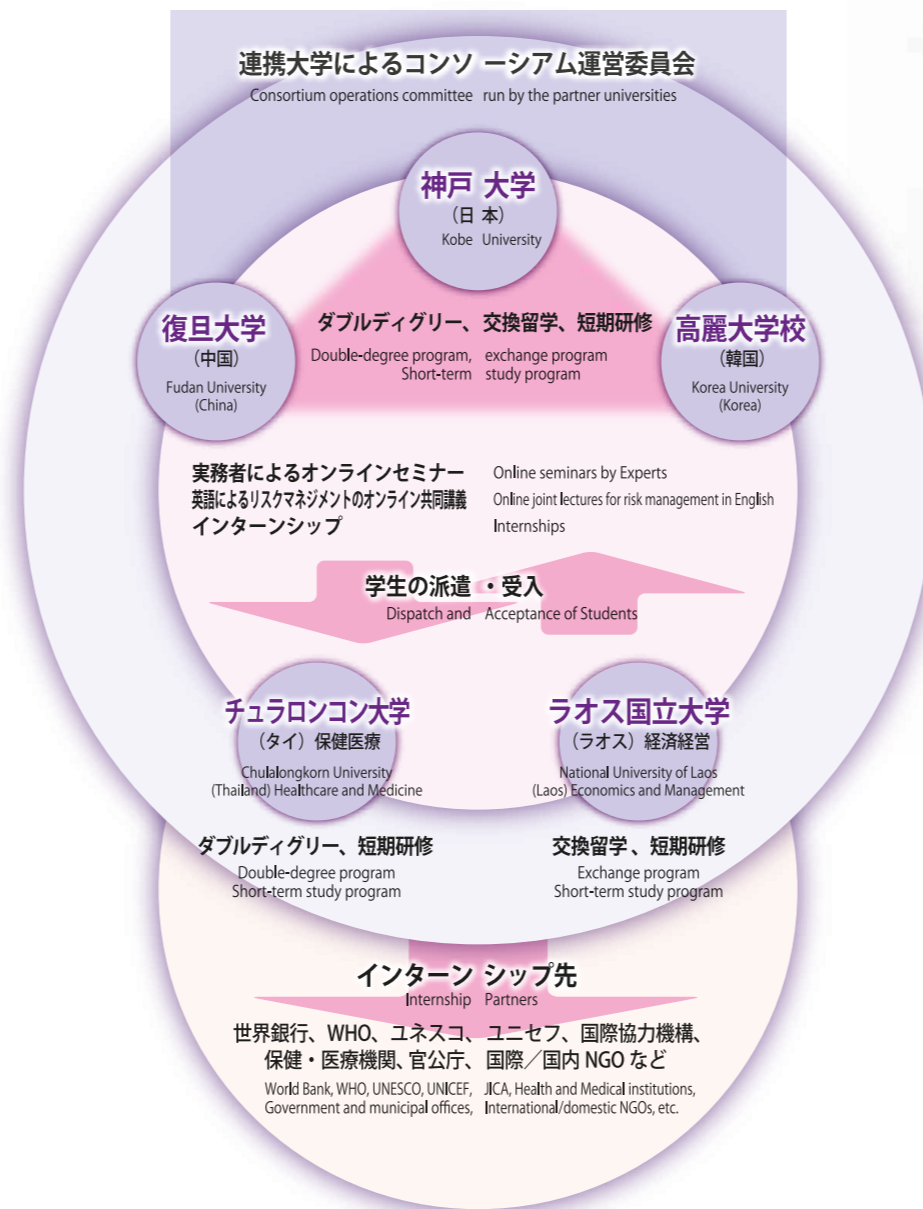 連携大学によるコンソーシアム運営委員会
Consortium operations committee run by the partner universities
神戸大学
（日本）
Kobe University
復旦大学
（中国）
Fudan University
(China)
ダブルディグリー、交換留学、短期研修
Double-degree program, exchange program
Short-term study program
高麗大学校
（韓国）
Korea University
(Korea)
実務者によるオンラインセミナー
英語によるリスクマネジメントのオンライン共同講義
インターンシップ
Online seminars by Experts
Online joint lectures for risk management in English
Internships
学生の派遣・受入
Dispatch and Acceptance of Students
チュラロンコン大学
（タイ）保健医療
Chulalongkorn University
(Thailand) Healthcare and Medicine
ダブルディグリー、短期研修
Double-degree program
Short-term study program
ラオス国立大学
（ラオス）経済経営
National University of Laos
(Laos) Economics and Management
交換留学、短期研修
Exchange program
Short-term study program
インターンシップ先
Internship Partners
世界銀行、WHO、ユネスコ、ユニセフ、国際協力機構、
保健・医療機関、官公庁、国際／国内 NGO など
World Bank, WHO, UNESCO, UNICEF, JICA, Health and Medical institutions,
Government and municipal offices, International/domestic NGOs, etc.